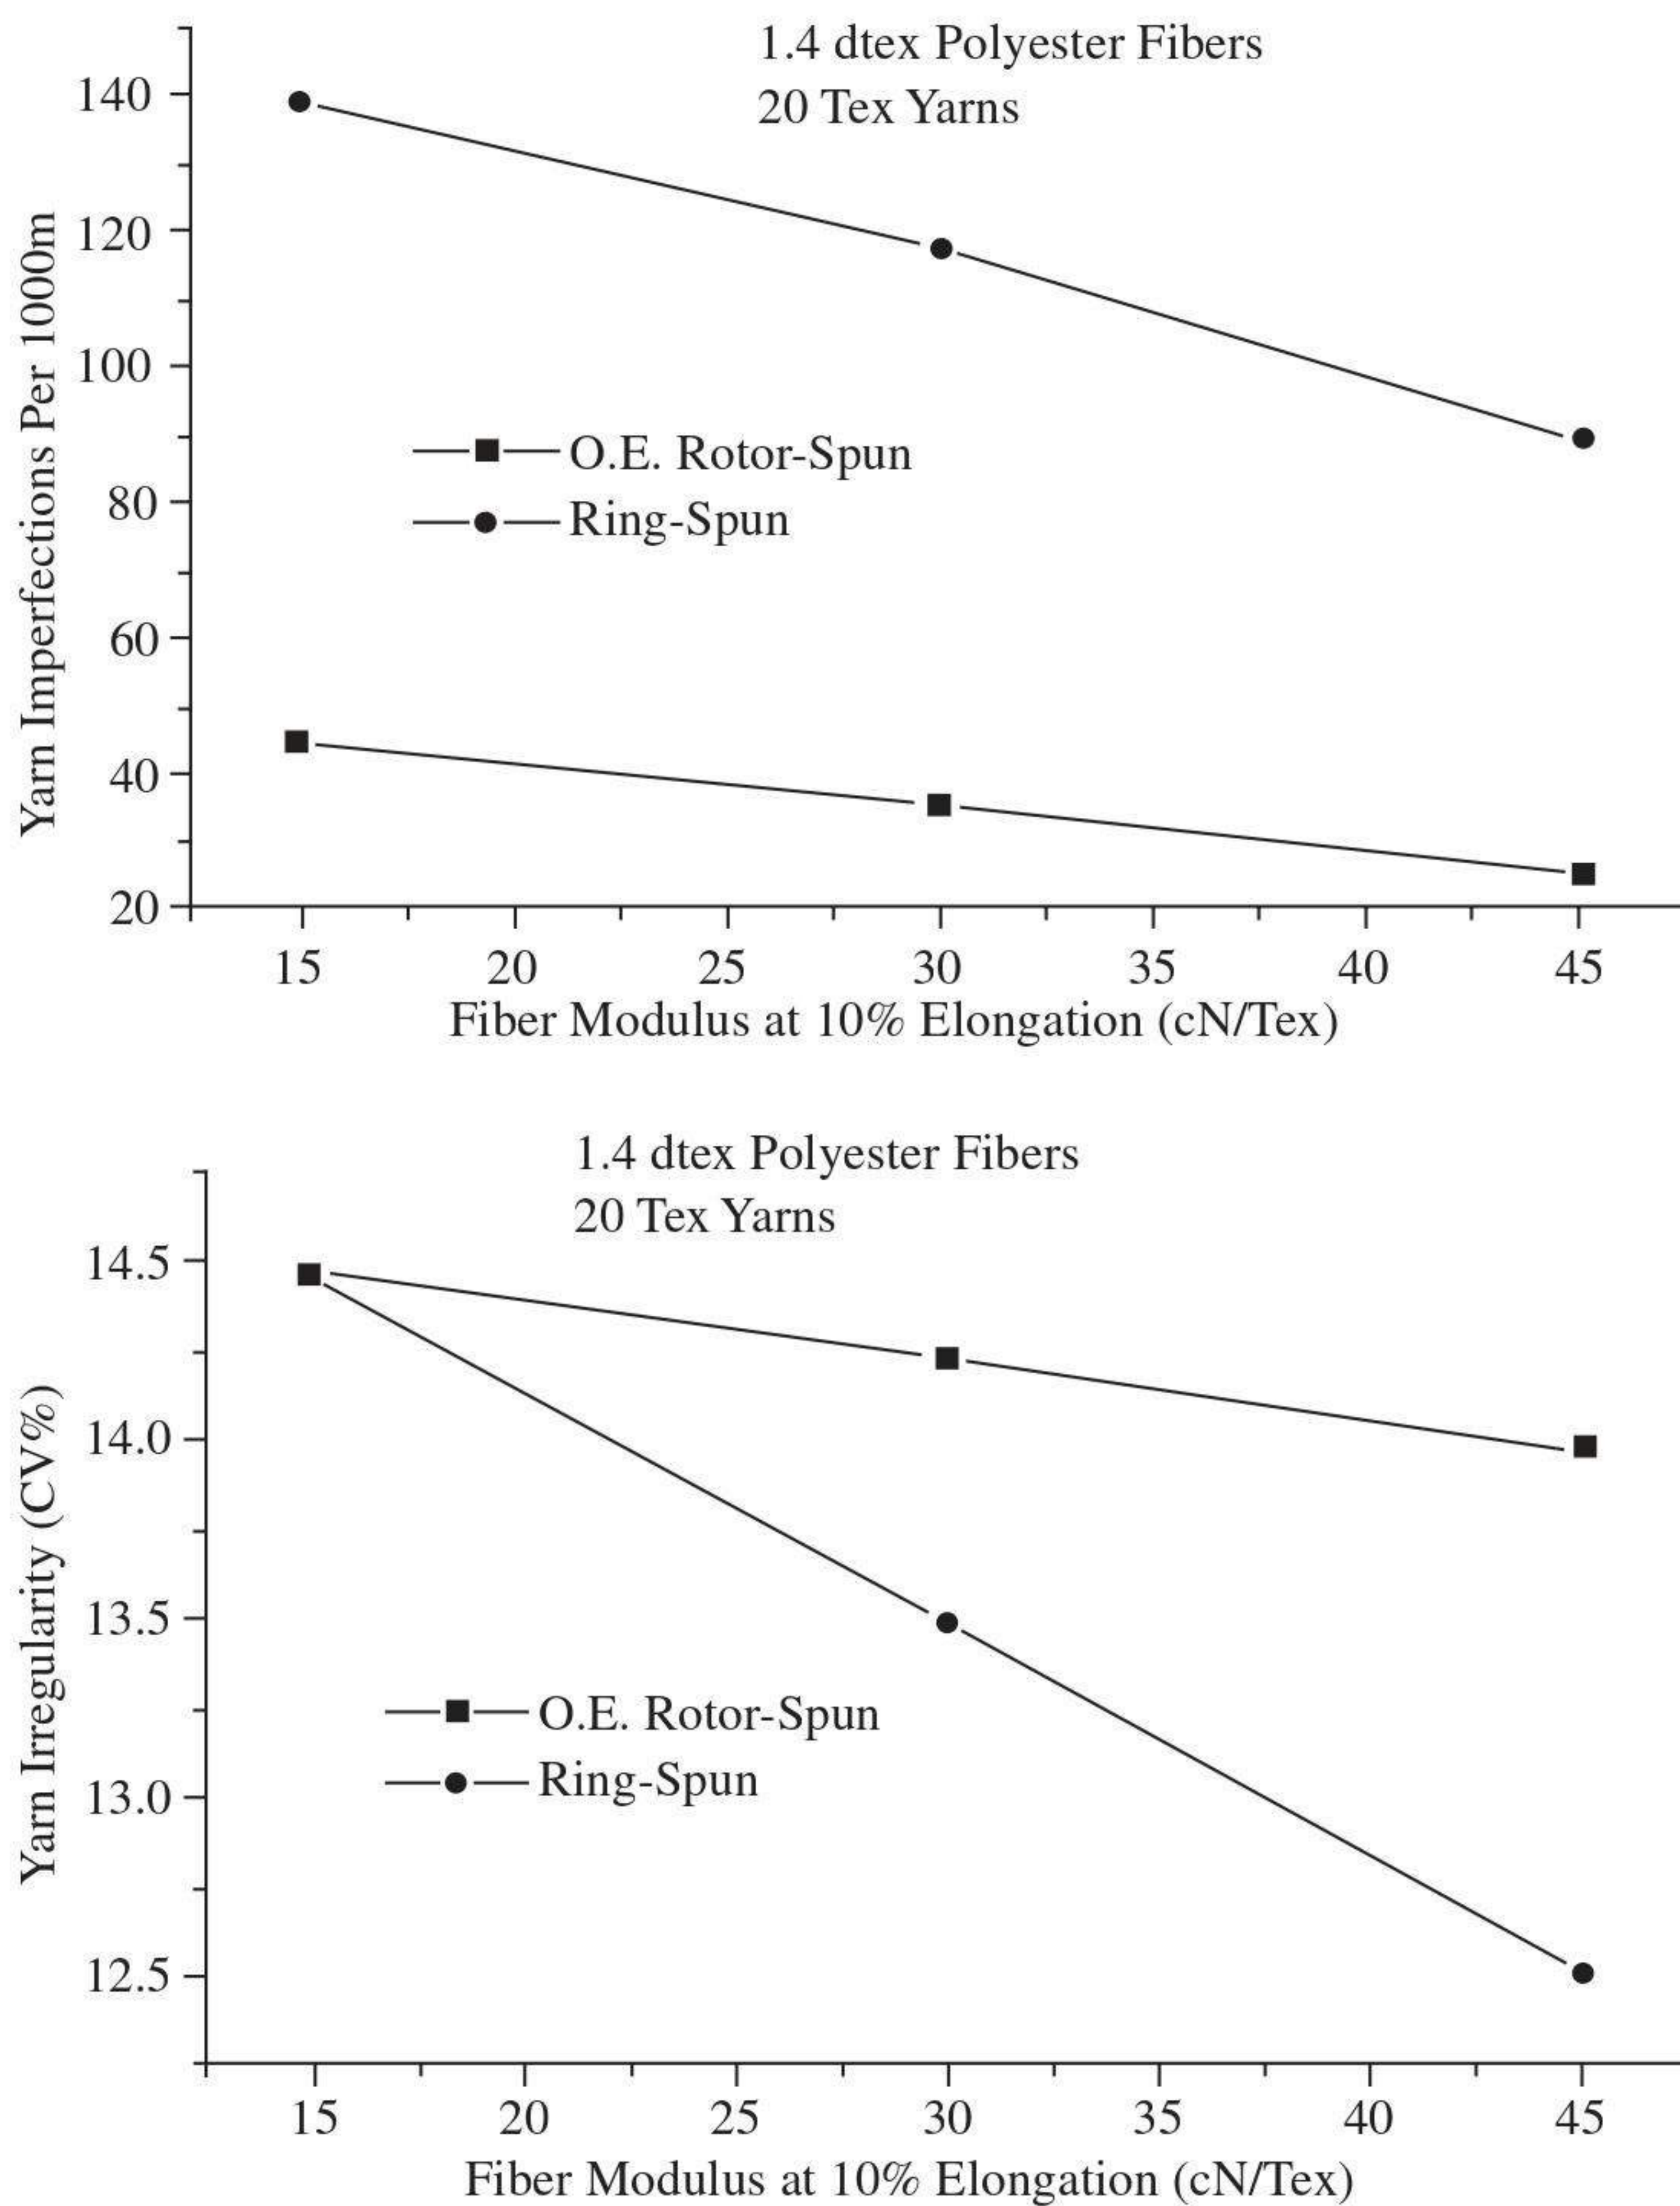 1.4 dtex Polyester Fibers
20 Tex Yarns
Yarn Imperfections Per 1000m
140
120
100
80
60
40
20
O.E. Rotor-Spun
Ring-Spun
15 20 25 30 35 40 45
Fiber Modulus at 10% Elongation (cN/Tex)
1.4 dtex Polyester Fibers
20 Tex Yarns
Yarn Irregularity (CV%)
14.5
14.0
13.5
13.0
12.5
O.E. Rotor-Spun
Ring-Spun
15 20 25 30 35 40 45
Fiber Modulus at 10% Elongation (cN/Tex)